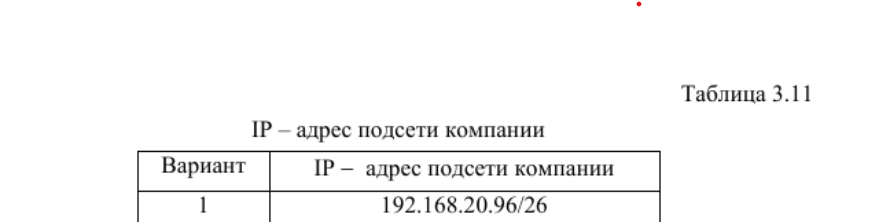 Таблица 3.11
IP – адрес подсети компании
Вариант IP – адрес подсети компании
1 192.168.20.96/26